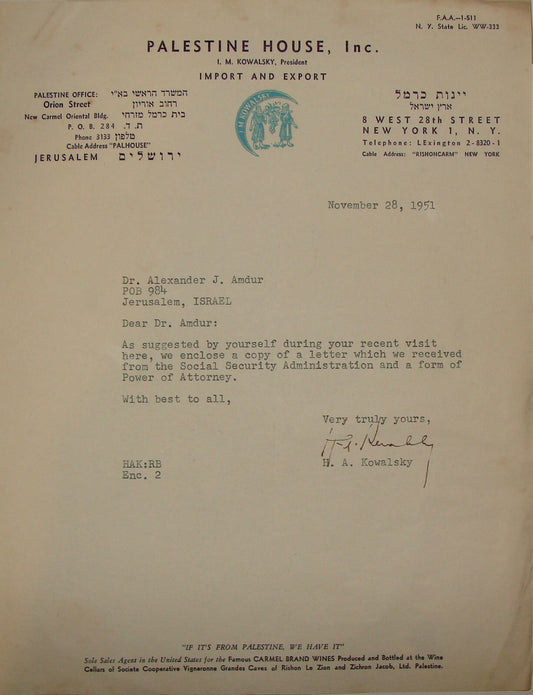 F.A.A.—1-511
N. Y. State Lic. WW-333
PALESTINE HOUSE, Inc.
I. M. KOWALSKY, President
IMPORT AND EXPORT
PALESTINE OFFICE: המשרד הראשי בא"י
Orion Street רחוב אוריון
New Carmel Oriental Bldg. בית כרמל מזרחי
P. O. B. 284 ת. ד.
Phone 3133 טלפון
Cable Address "PALHOUSE"
JERUSALEM ירושלים
I.M KOWALSKY
יינות כרמל
ארץ ישראל
8 WEST 28th STREET
NEW YORK 1, N. Y.
Telephone: LExington 2-8320-1
Cable Address: "RISHONCARM" NEW YORK
November 28, 1951
Dr. Alexander J. Amdur
POB 984
Jerusalem, ISRAEL
Dear Dr. Amdur:
As suggested by yourself during your recent visit
here, we enclose a copy of a letter which we received
from the Social Security Administration and a form of
Power of Attorney.
With best to all,
Very truly yours,
H. A. Kowalsky
H. A. Kowalsky
HAK:RB
Enc. 2
"IF IT'S FROM PALESTINE, WE HAVE IT"
Sole Sales Agent in the United States for the Famous CARMEL BRAND WINES Produced and Bottled at the Wine
Cellars of Societe Cooperative Vigneronne Grandes Caves of Rishon Le Zion and Zichron Jacob, Ltd. Palestine.